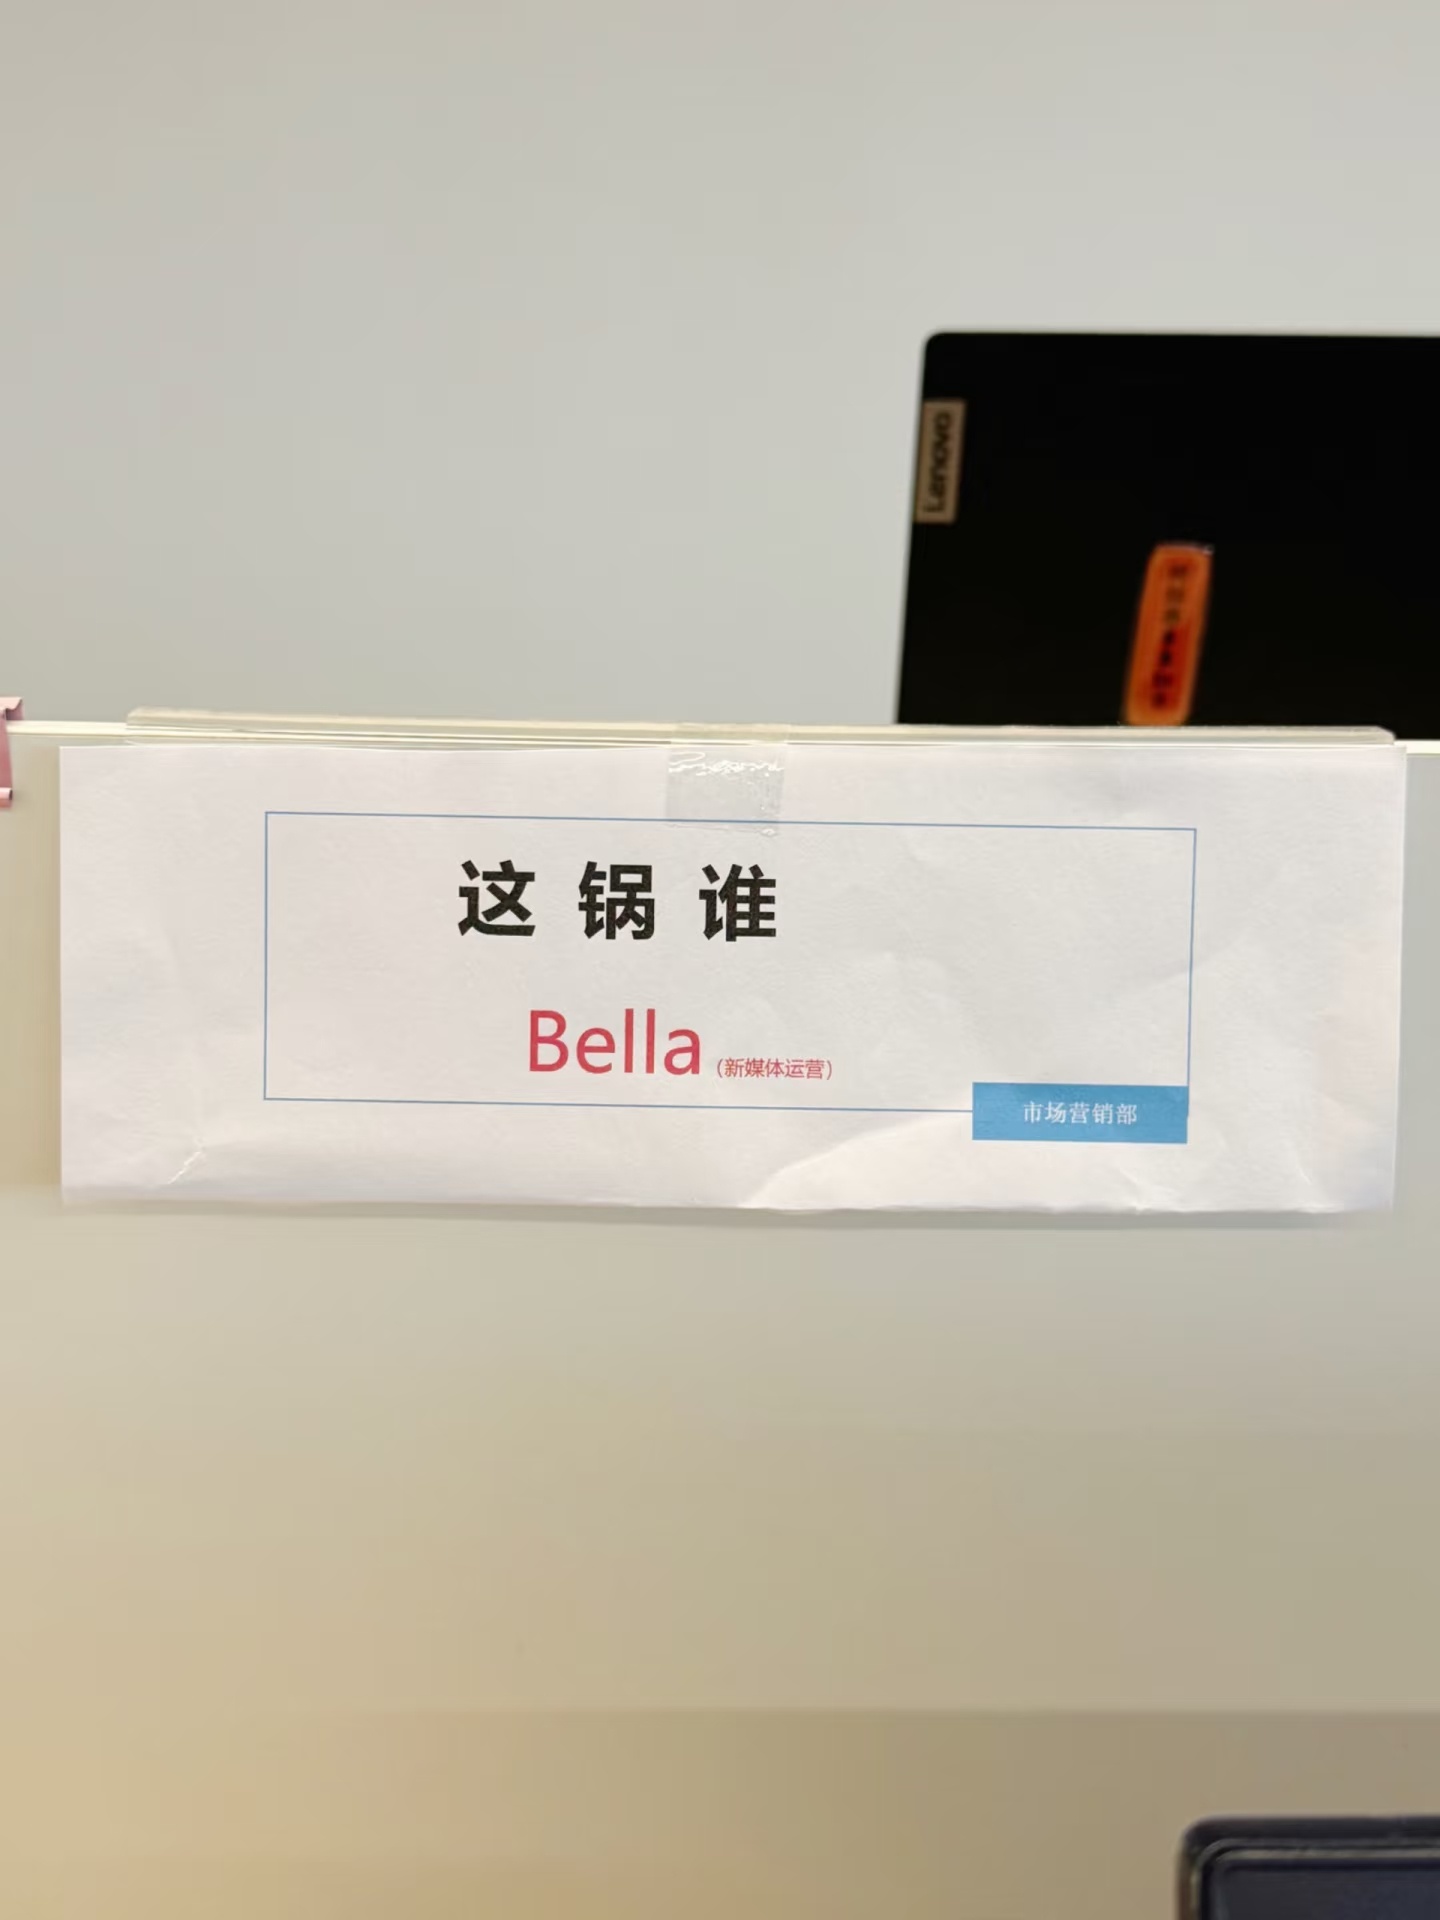 Lenovo
这锅谁
Bella (新媒体运营)
市场营销部